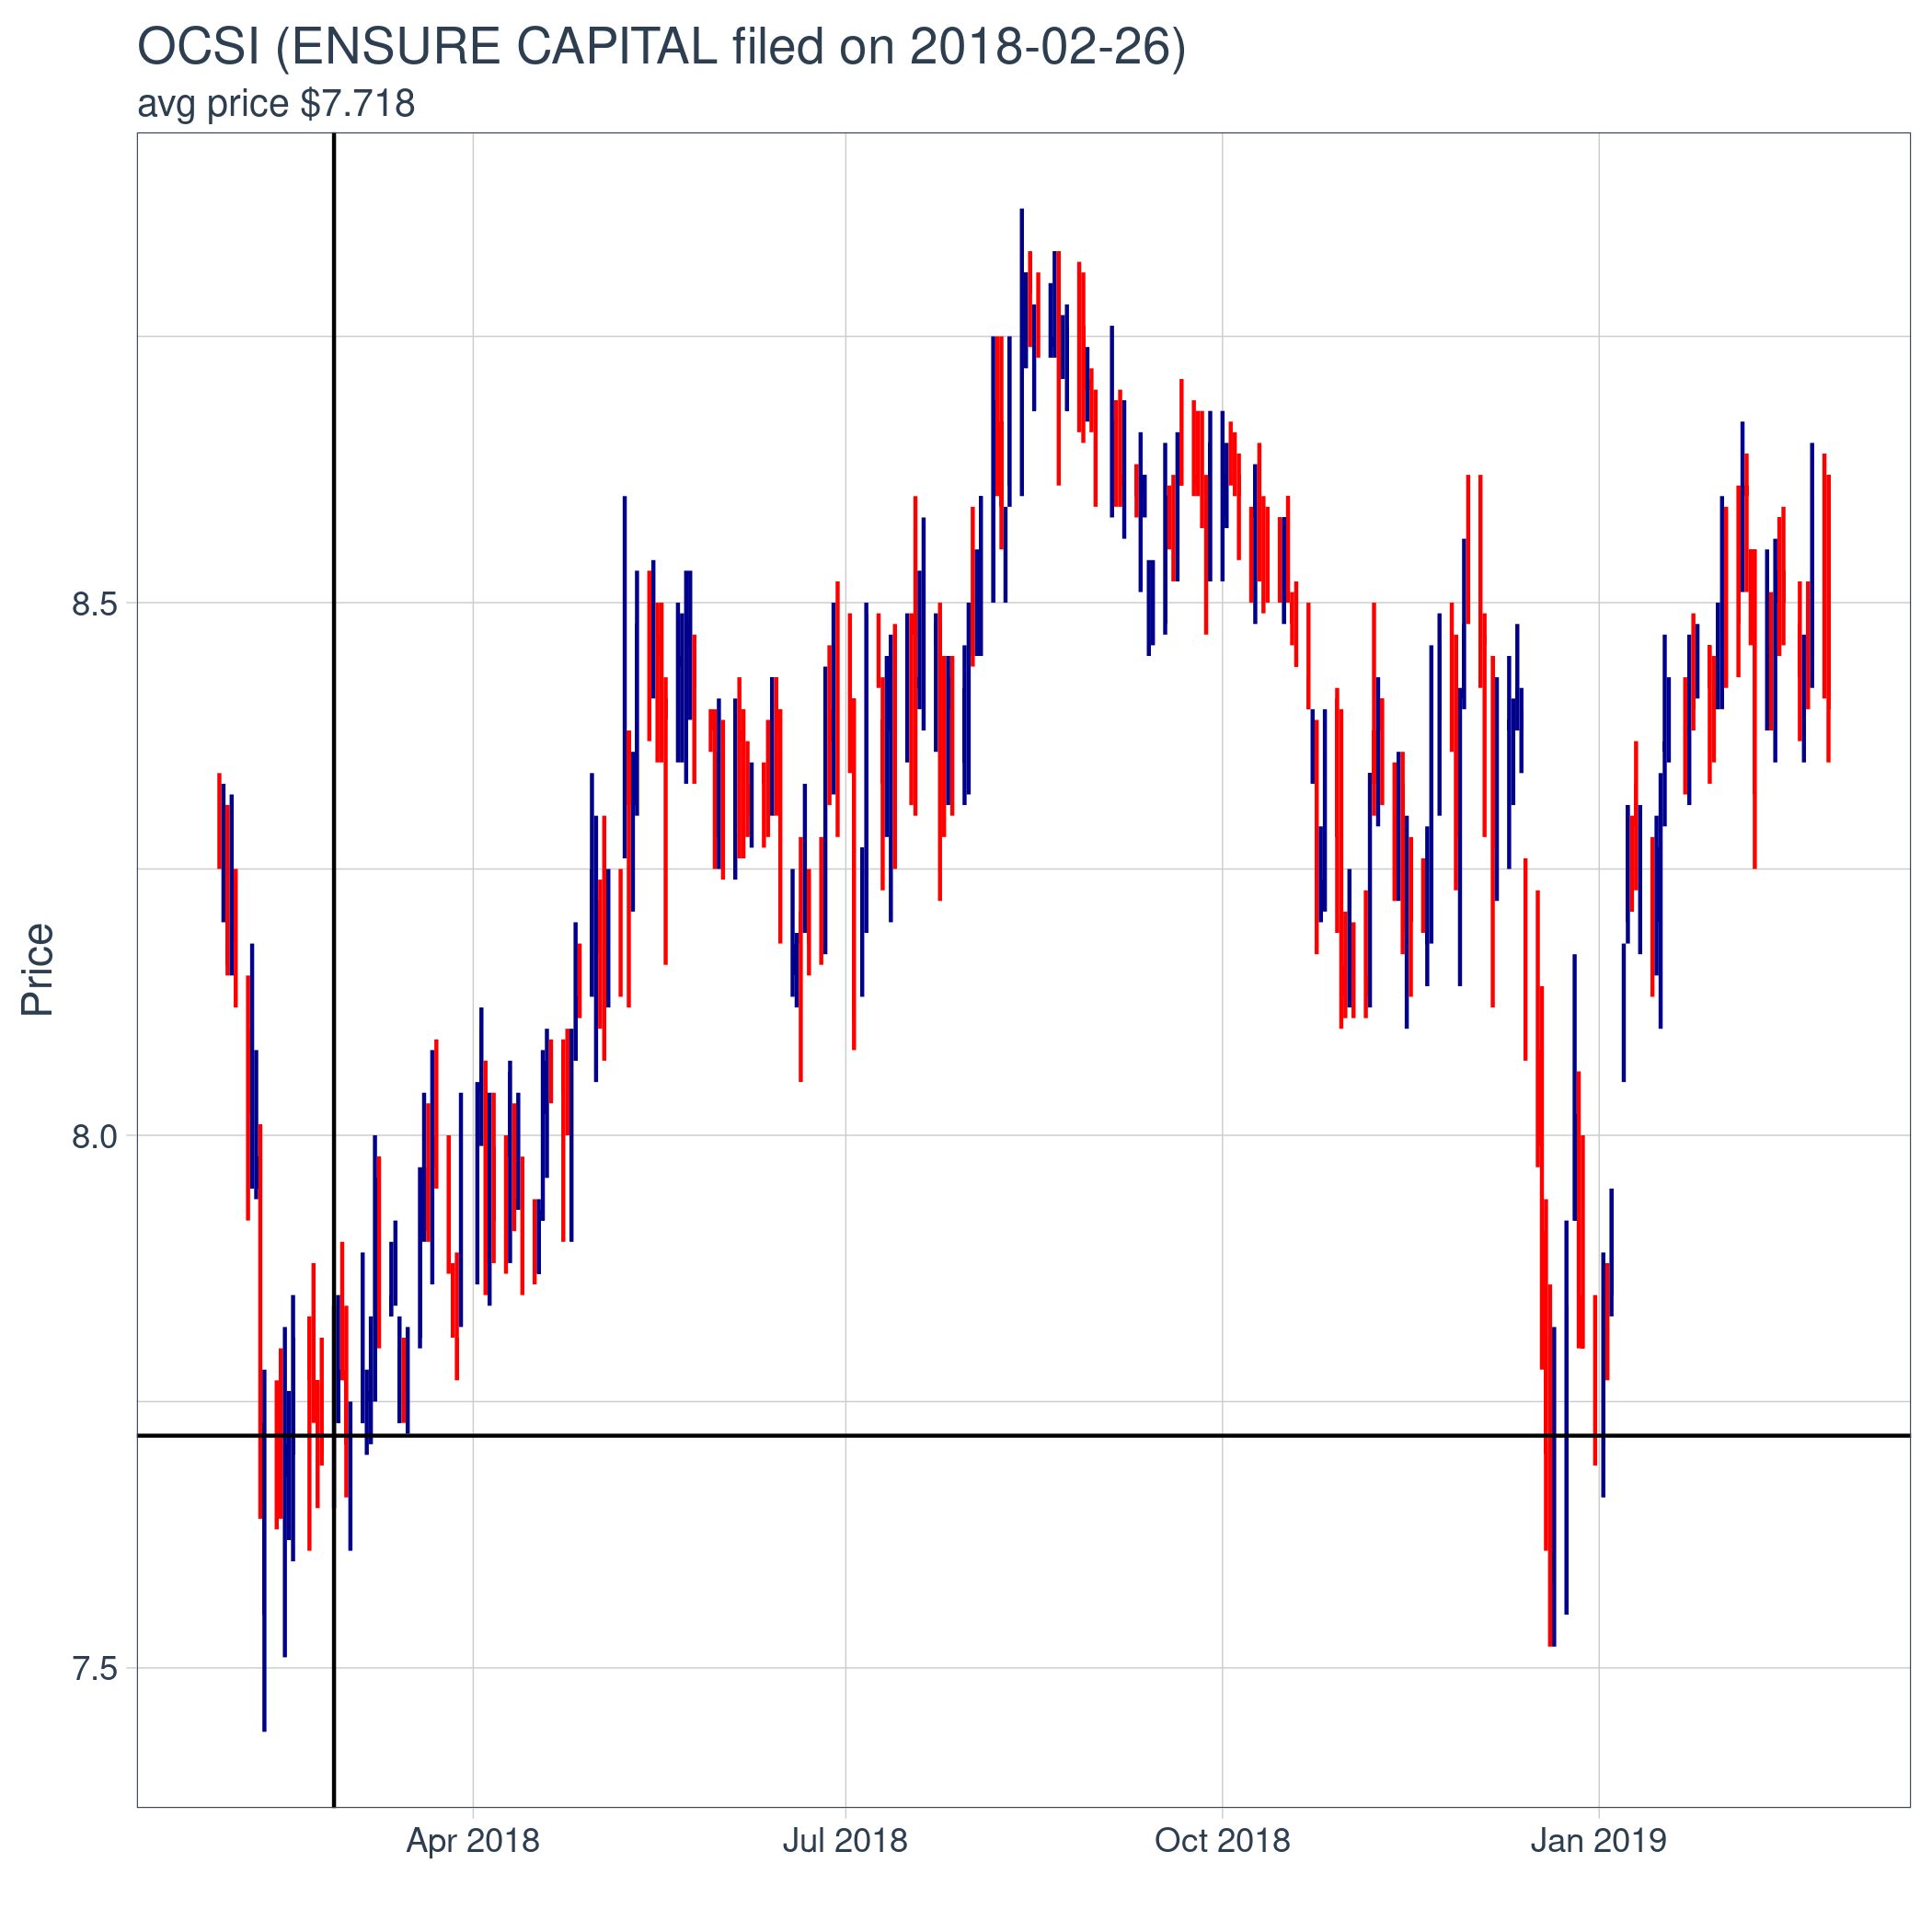 OCSI (ENSURE CAPITAL filed on 2018-02-26)
avg price $7.718
Price
8.5
8.0
7.5
Apr 2018
Jul 2018
Oct 2018
Jan 2019